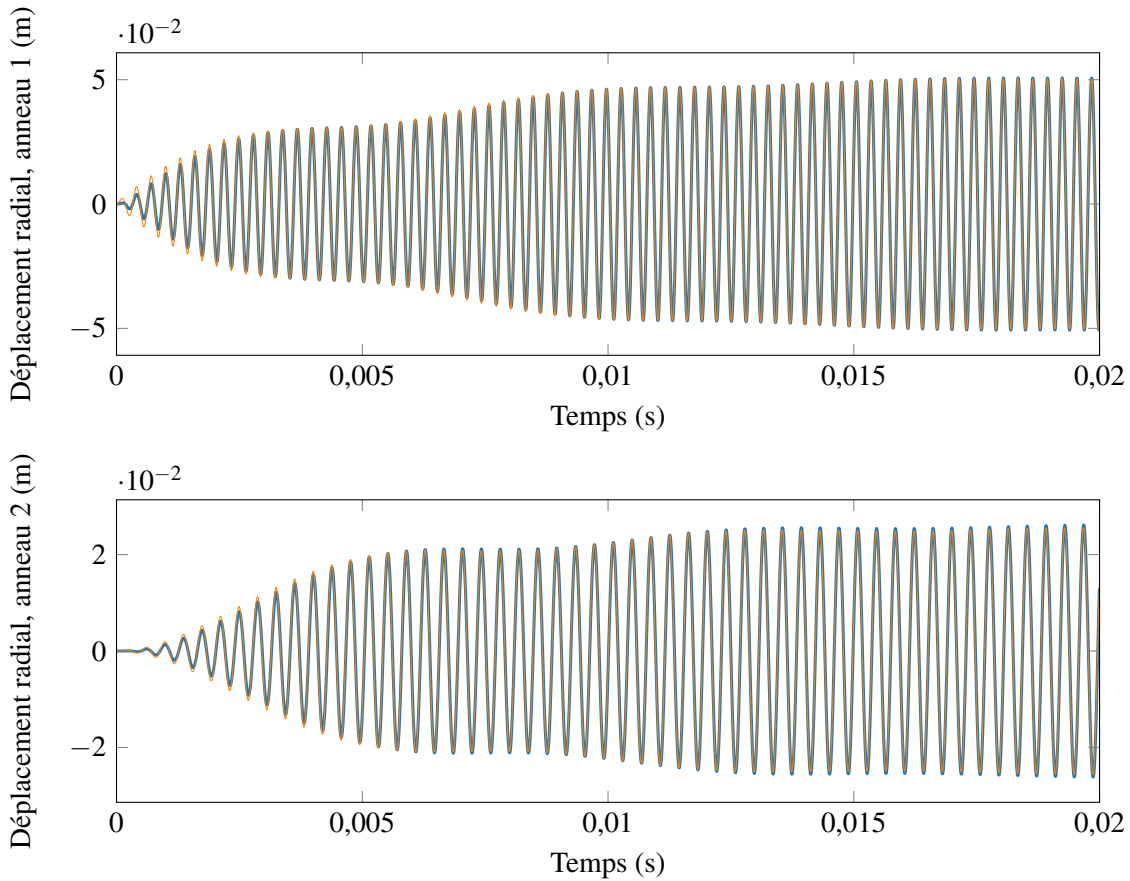 ·10−2
Déplacement radial, anneau 1 (m)
5
0
−5
0 0,005 0,01 0,015 0,02
Temps (s)
·10−2
Déplacement radial, anneau 2 (m)
2
0
−2
0 0,005 0,01 0,015 0,02
Temps (s)